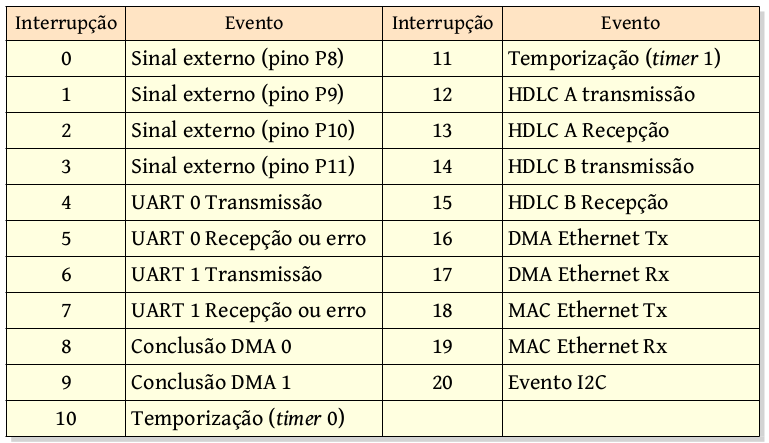 Interrupção Evento Interrupção Evento
0 Sinal externo (pino P8) 11 Temporização (timer 1)
1 Sinal externo (pino P9) 12 HDLC A transmissão
2 Sinal externo (pino P10) 13 HDLC A Recepção
3 Sinal externo (pino P11) 14 HDLC B transmissão
4 UART 0 Transmissão 15 HDLC B Recepção
5 UART 0 Recepção ou erro 16 DMA Ethernet Tx
6 UART 1 Transmissão 17 DMA Ethernet Rx
7 UART 1 Recepção ou erro 18 MAC Ethernet Tx
8 Conclusão DMA 0 19 MAC Ethernet Rx
9 Conclusão DMA 1 20 Evento I2C
10 Temporização (timer 0)